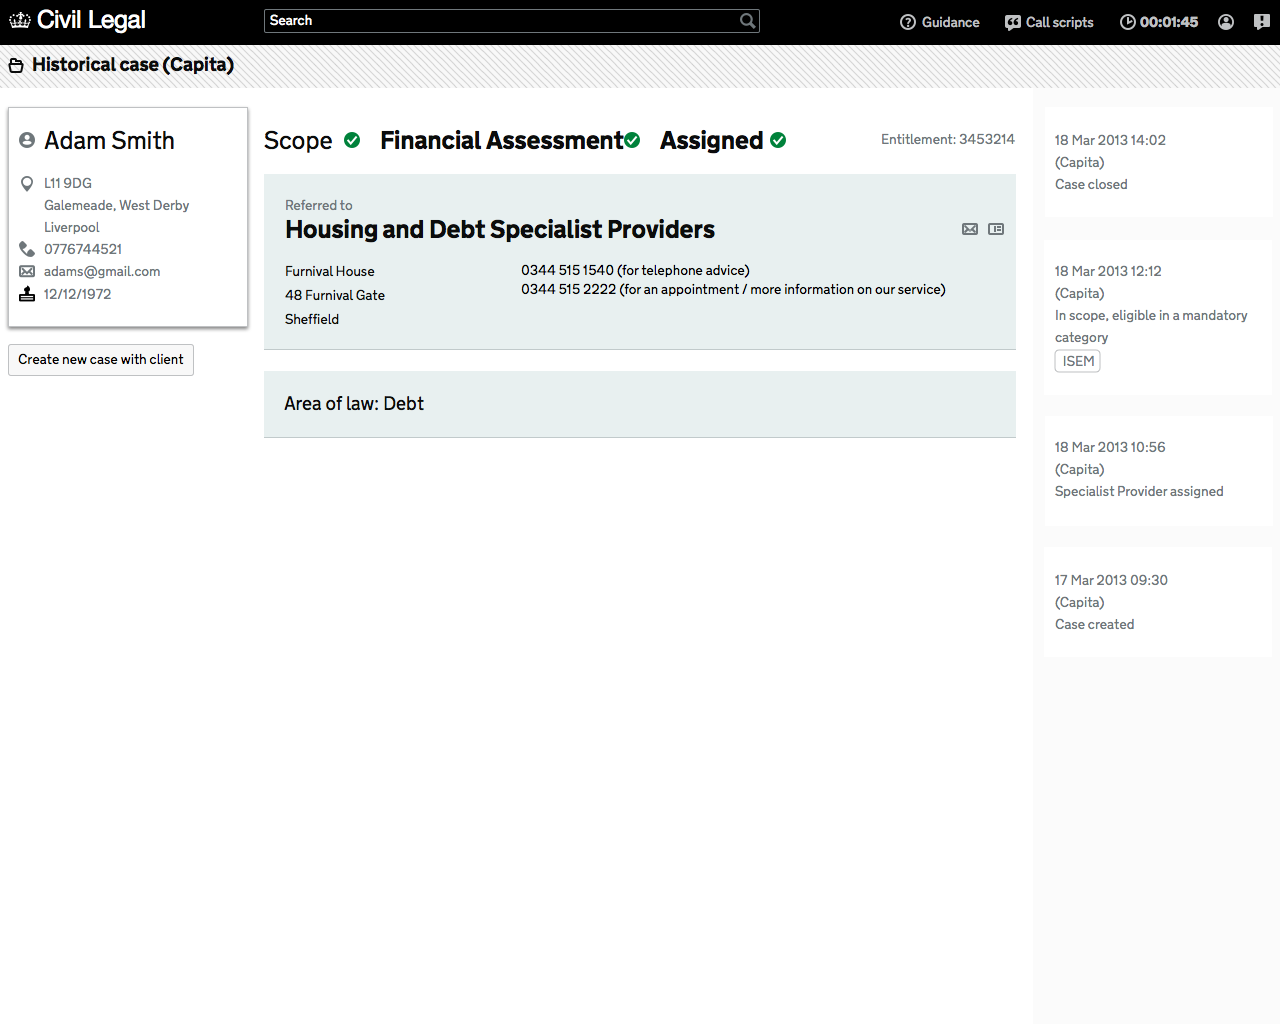 Civil Legal
Search
Guidance
Call scripts
00:01:45
Historical case (Capita)
Adam Smith
L11 9DG
Galemeade, West Derby
Liverpool
0776744521
adams@gmail.com
12/12/1972
Create new case with client
Scope
Financial Assessment
Assigned
Entitlement: 3453214
Referred to
Housing and Debt Specialist Providers
Furnival House
48 Furnival Gate
Sheffield
0344 515 1540 (for telephone advice)
0344 515 2222 (for an appointment / more information on our service)
Area of law: Debt
18 Mar 2013 14:02
(Capita)
Case closed
18 Mar 2013 12:12
(Capita)
In scope, eligible in a mandatory
category
ISEM
18 Mar 2013 10:56
(Capita)
Specialist Provider assigned
17 Mar 2013 09:30
(Capita)
Case created